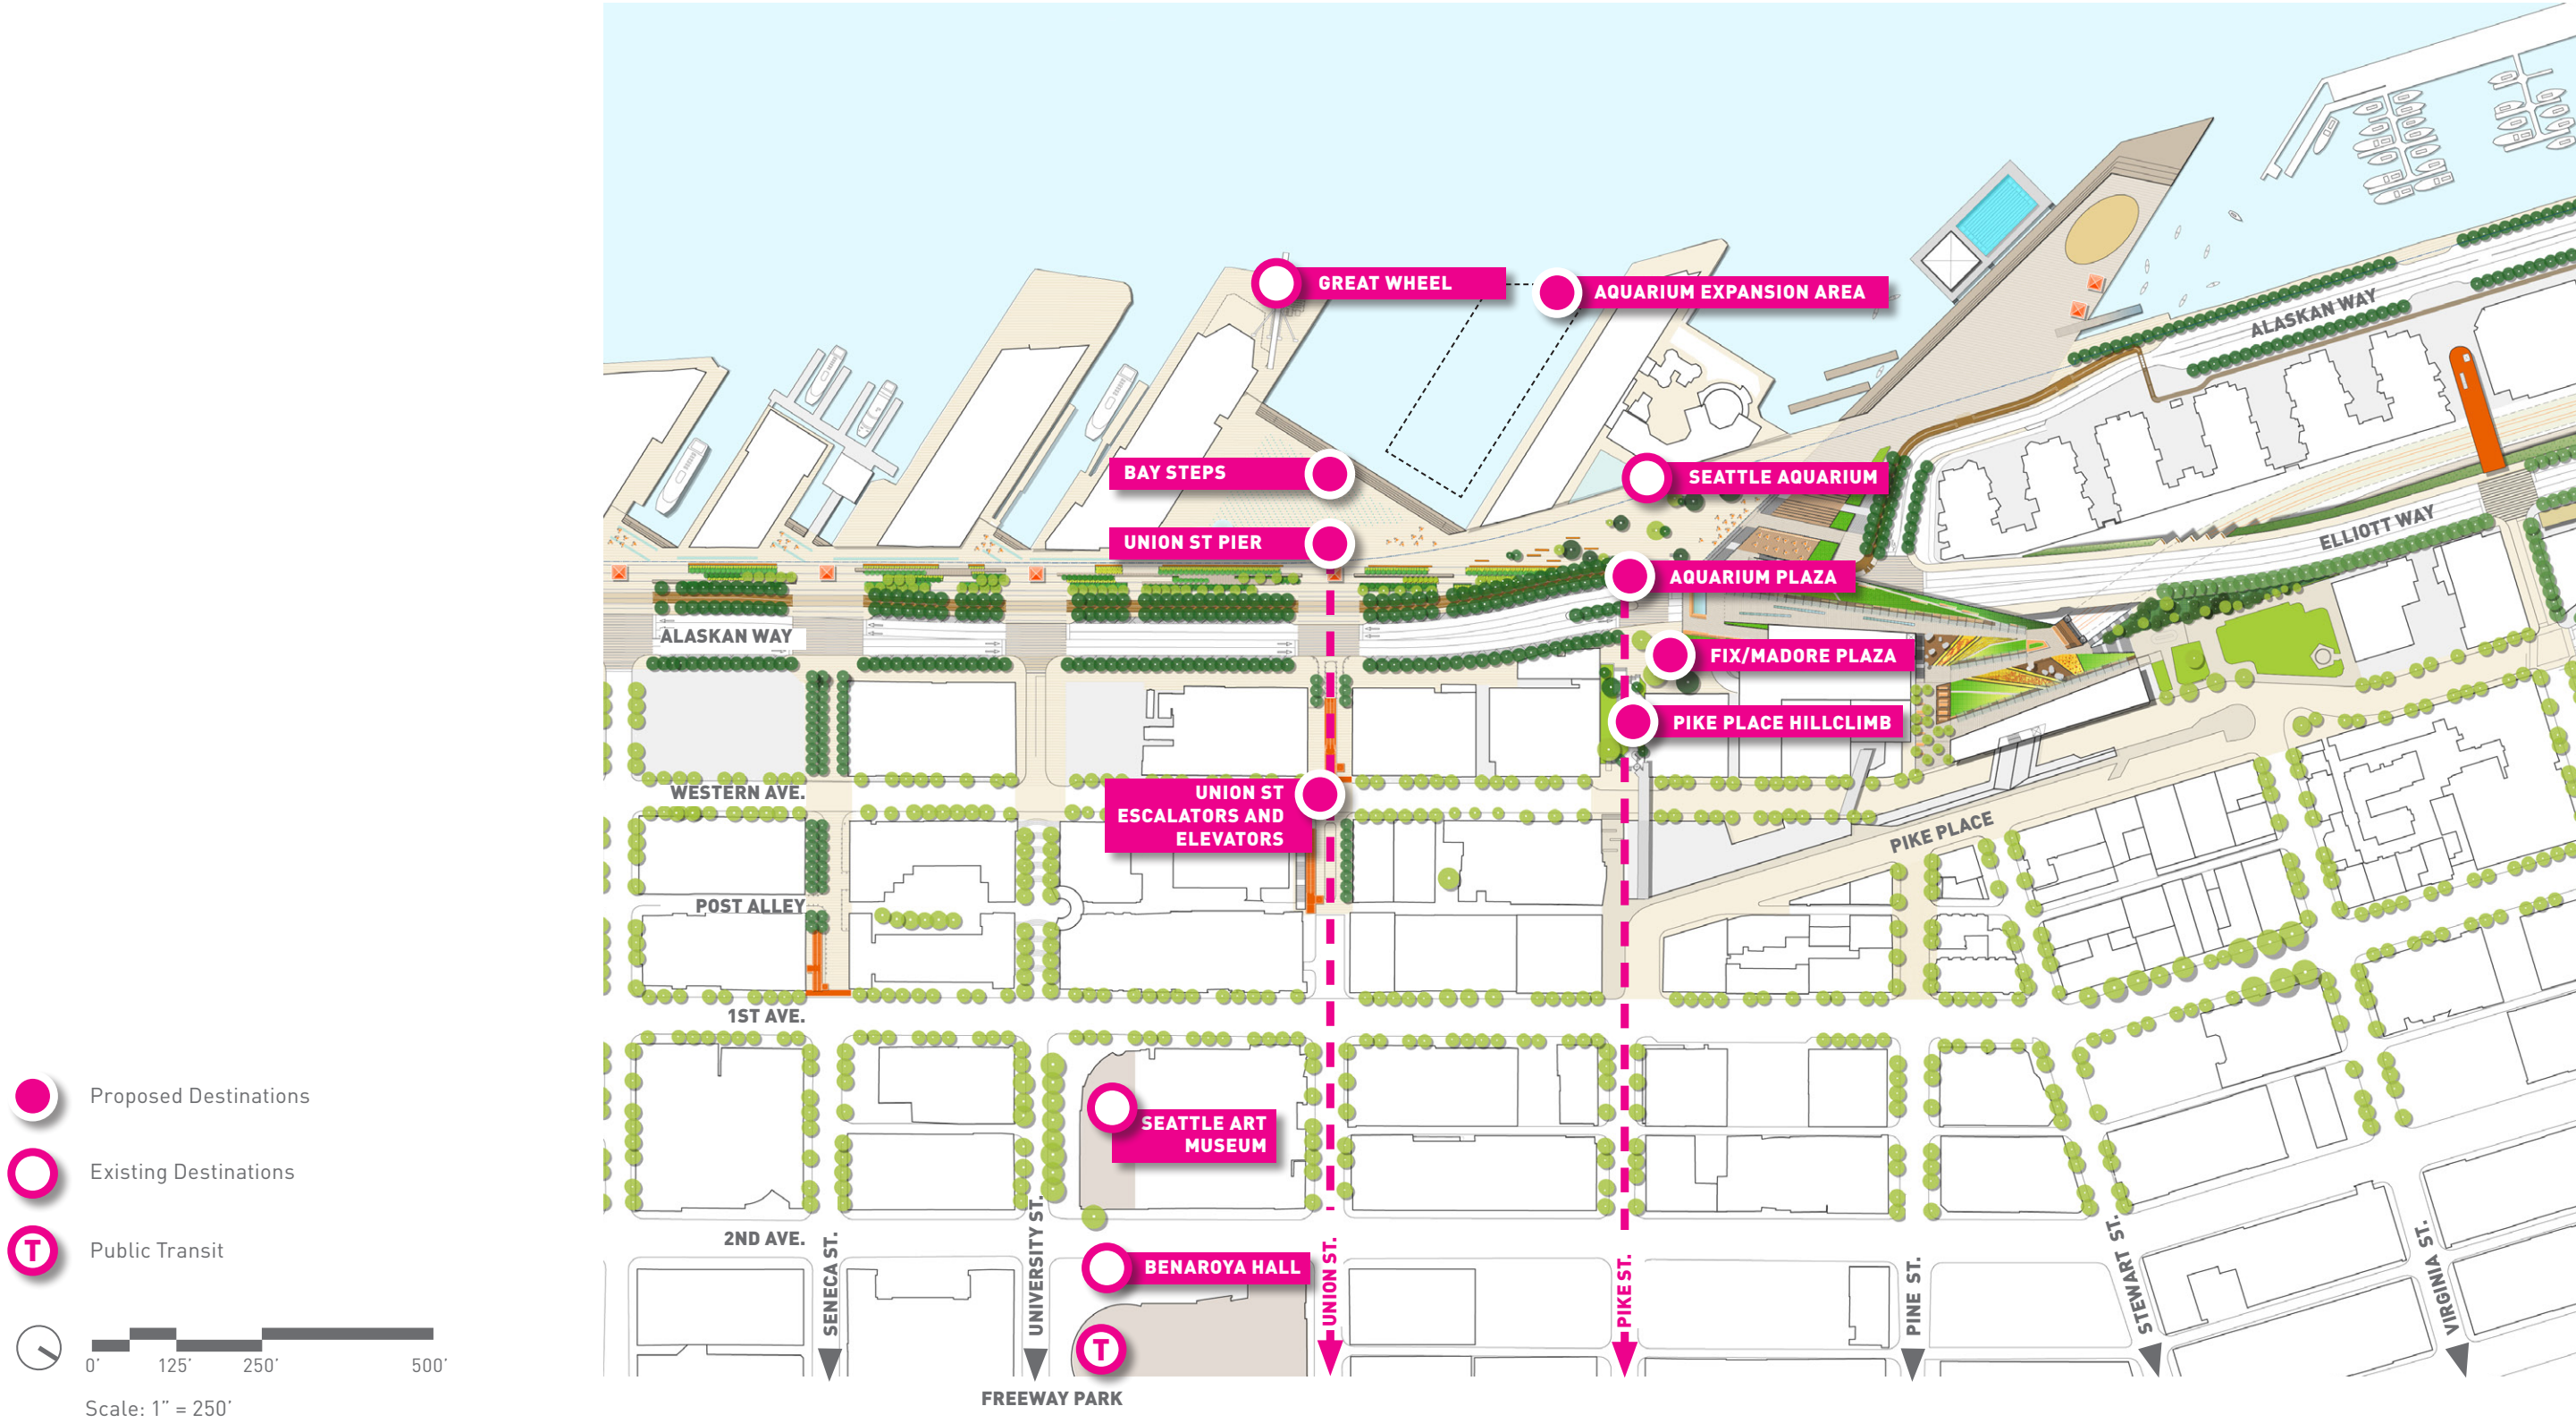 GREAT WHEEL
AQUARIUM EXPANSION AREA
ALASKAN WAY
BAY STEPS
SEATTLE AQUARIUM
UNION ST PIER
ELLIOTT WAY
AQUARIUM PLAZA
ALASKAN WAY
FIX/MADORE PLAZA
PIKE PLACE HILLCLIMB
WESTERN AVE.
UNION ST
ESCALATORS AND
ELEVATORS
PIKE PLACE
POST ALLEY
1ST AVE.
SEATTLE ART
MUSEUM
2ND AVE.
BENAROYA HALL
SENECA ST.
UNIVERSITY ST.
UNION ST.
PIKE ST.
PINE ST.
STEWART ST.
VIRGINIA ST.
T
FREEWAY PARK
Proposed Destinations
Existing Destinations
T Public Transit
0' 125' 250' 500'
Scale: 1” = 250’